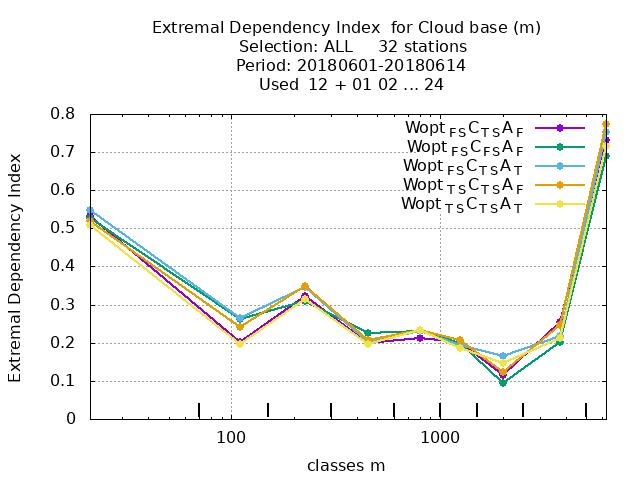 Extremal Dependency Index  for Cloud base (m)
Selection: ALL     32 stations
Period: 20180601-20180614
Used  12 + 01 02 ... 24
Extremal Dependency Index
0.8
0.7
0.6
0.5
0.4
0.3
0.2
0.1
0
Wopt FS C TS A F
Wopt FS C FS A F
Wopt FS C TS A T
Wopt TS C TS A F
Wopt TS C TS A T
100 1000
classes m